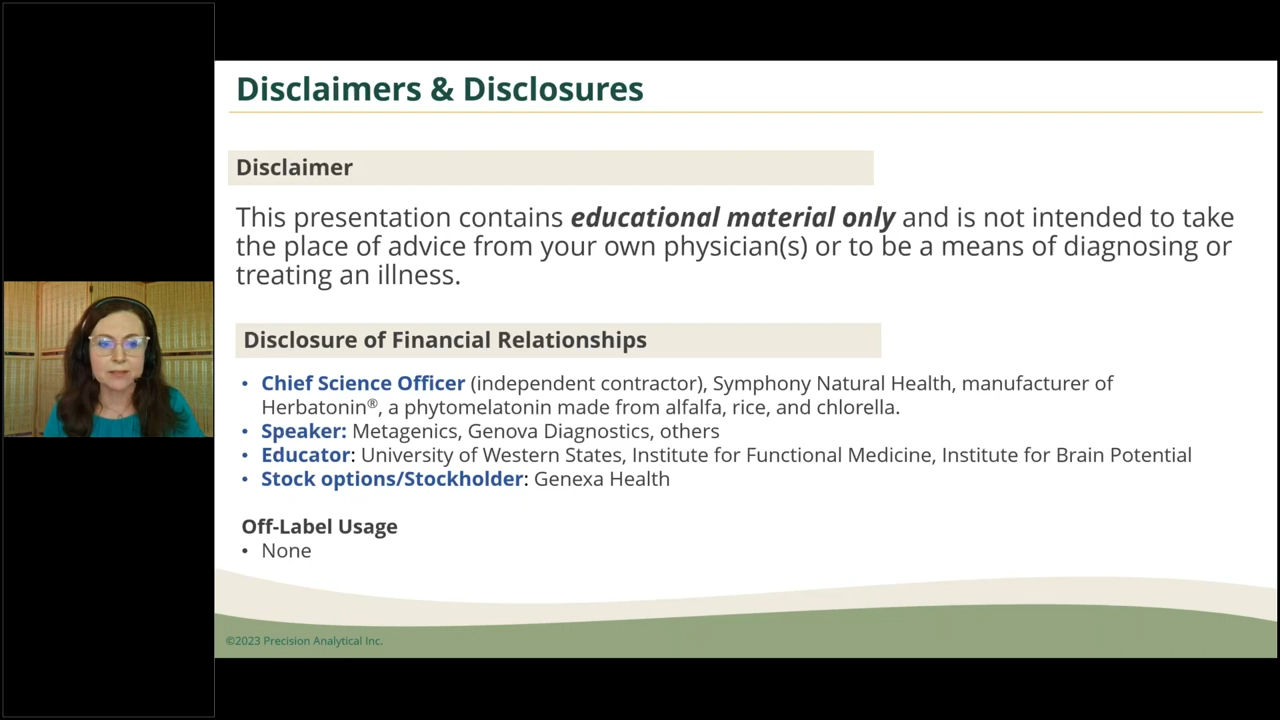 Disclaimers & Disclosures
Disclaimer
This presentation contains educational material only and is not intended to take
the place of advice from your own physician(s) or to be a means of diagnosing or
treating an illness.
Disclosure of Financial Relationships
• Chief Science Officer (independent contractor), Symphony Natural Health, manufacturer of
Herbatonin®, a phytomelatonin made from alfalfa, rice, and chlorella.
• Speaker: Metagenics, Genova Diagnostics, others
• Educator: University of Western States, Institute for Functional Medicine, Institute for Brain Potential
• Stock options/Stockholder: Genexa Health
Off-Label Usage
• None
©2023 Precision Analytical Inc.